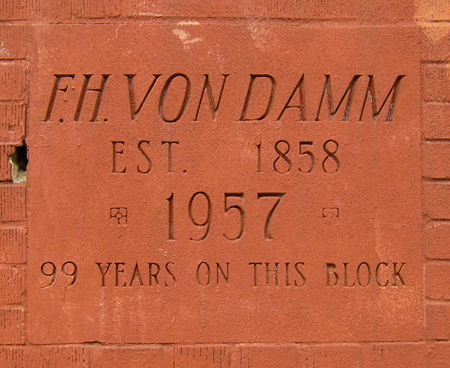 F.H. VON DAMM
EST. 1858
1957
99 YEARS ON THIS BLOCK